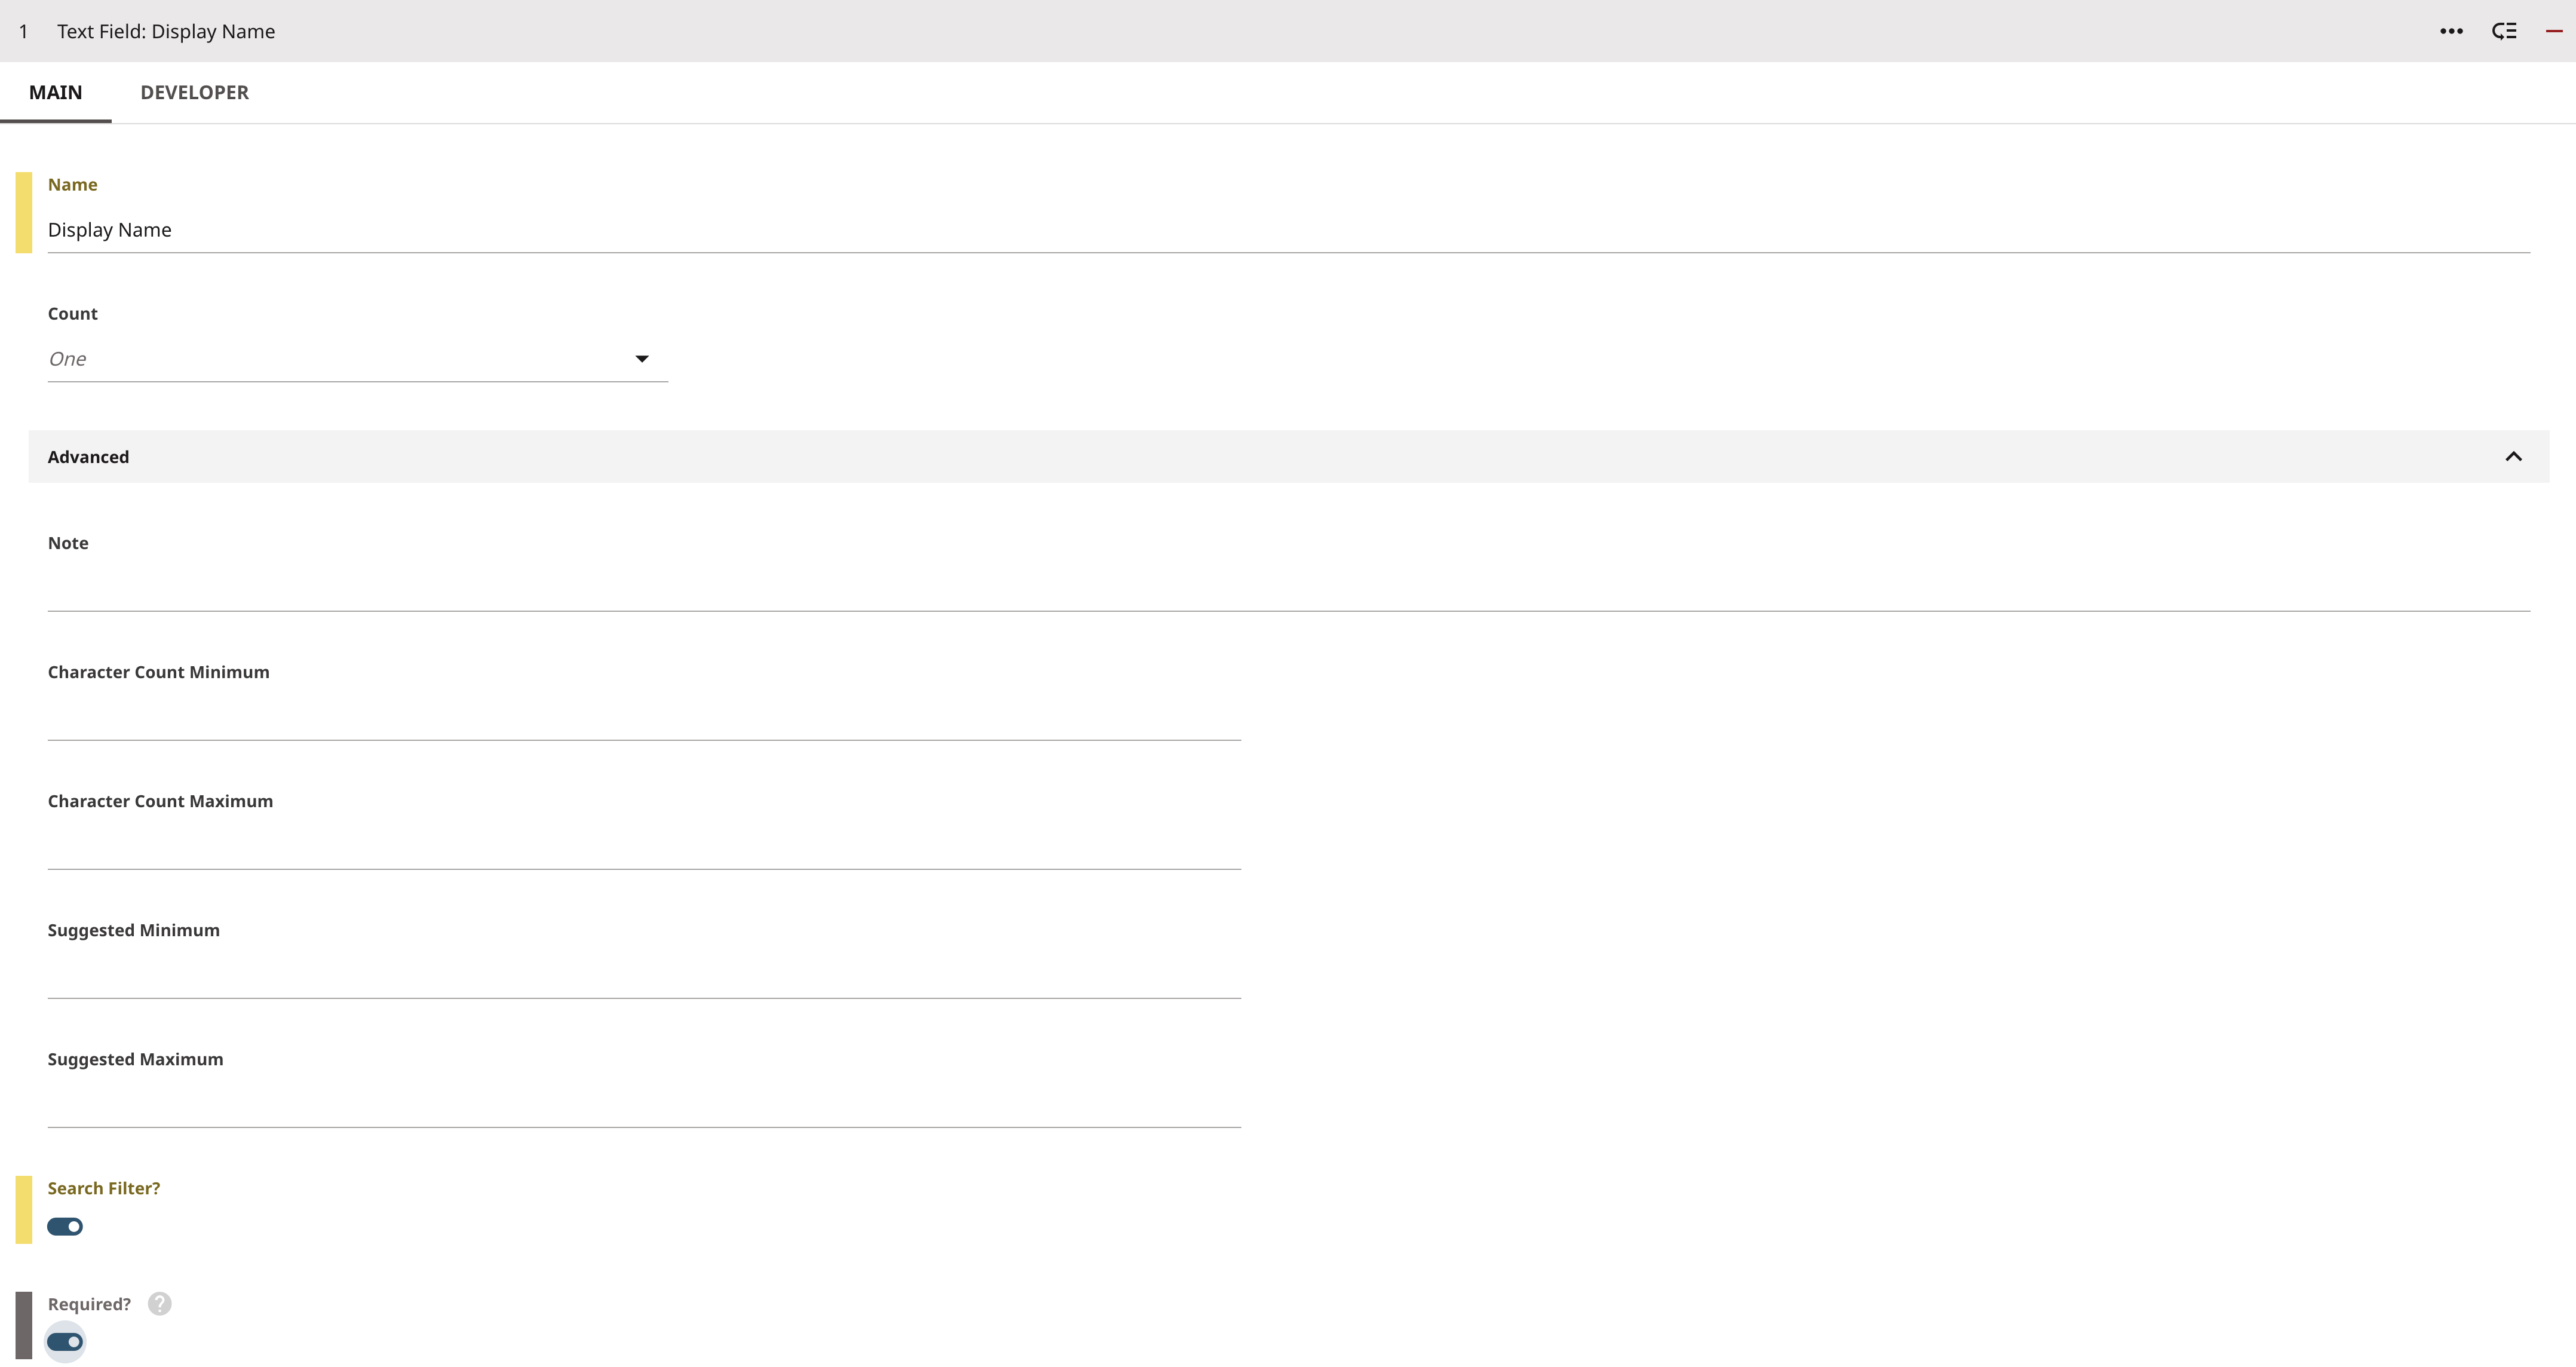 1 Text Field: Display Name
MAIN DEVELOPER
Name
Display Name
Count
One
Advanced
Note
Character Count Minimum
Character Count Maximum
Suggested Minimum
Suggested Maximum
Search Filter?
Required? ?